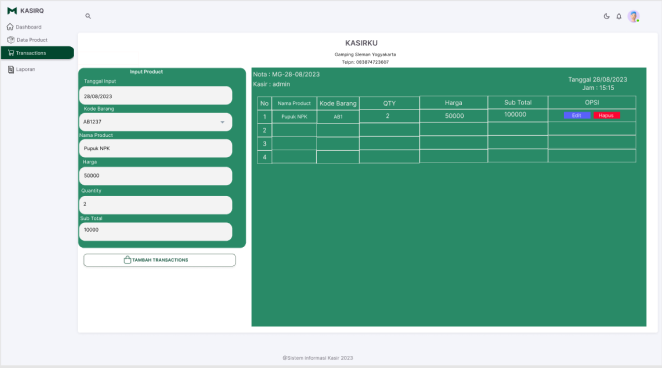 KASIRQ
Dashboard
Data Product
Transactions
Laporan
KASIRKU
Gamping Sleman Yogyakarta
Telpn: 083874723607
Input Product
Tanggal Input
28/08/2023
Kode Barang
AB1237
Nama Product
Pupuk NPK
Harga
50000
Quantity
2
Sub Total
10000
TAMBAH TRANSACTIONS
Nota : MG-28-08/2023
Kasir : admin
Tanggal 28/08/2023
Jam : 15:15
No Nama Product Kode Barang QTY Harga Sub Total OPSI
1 Pupuk NPK AB1 2 50000 100000 Edit Hapus
2
3
4
@Sistem Informasi Kasir 2023